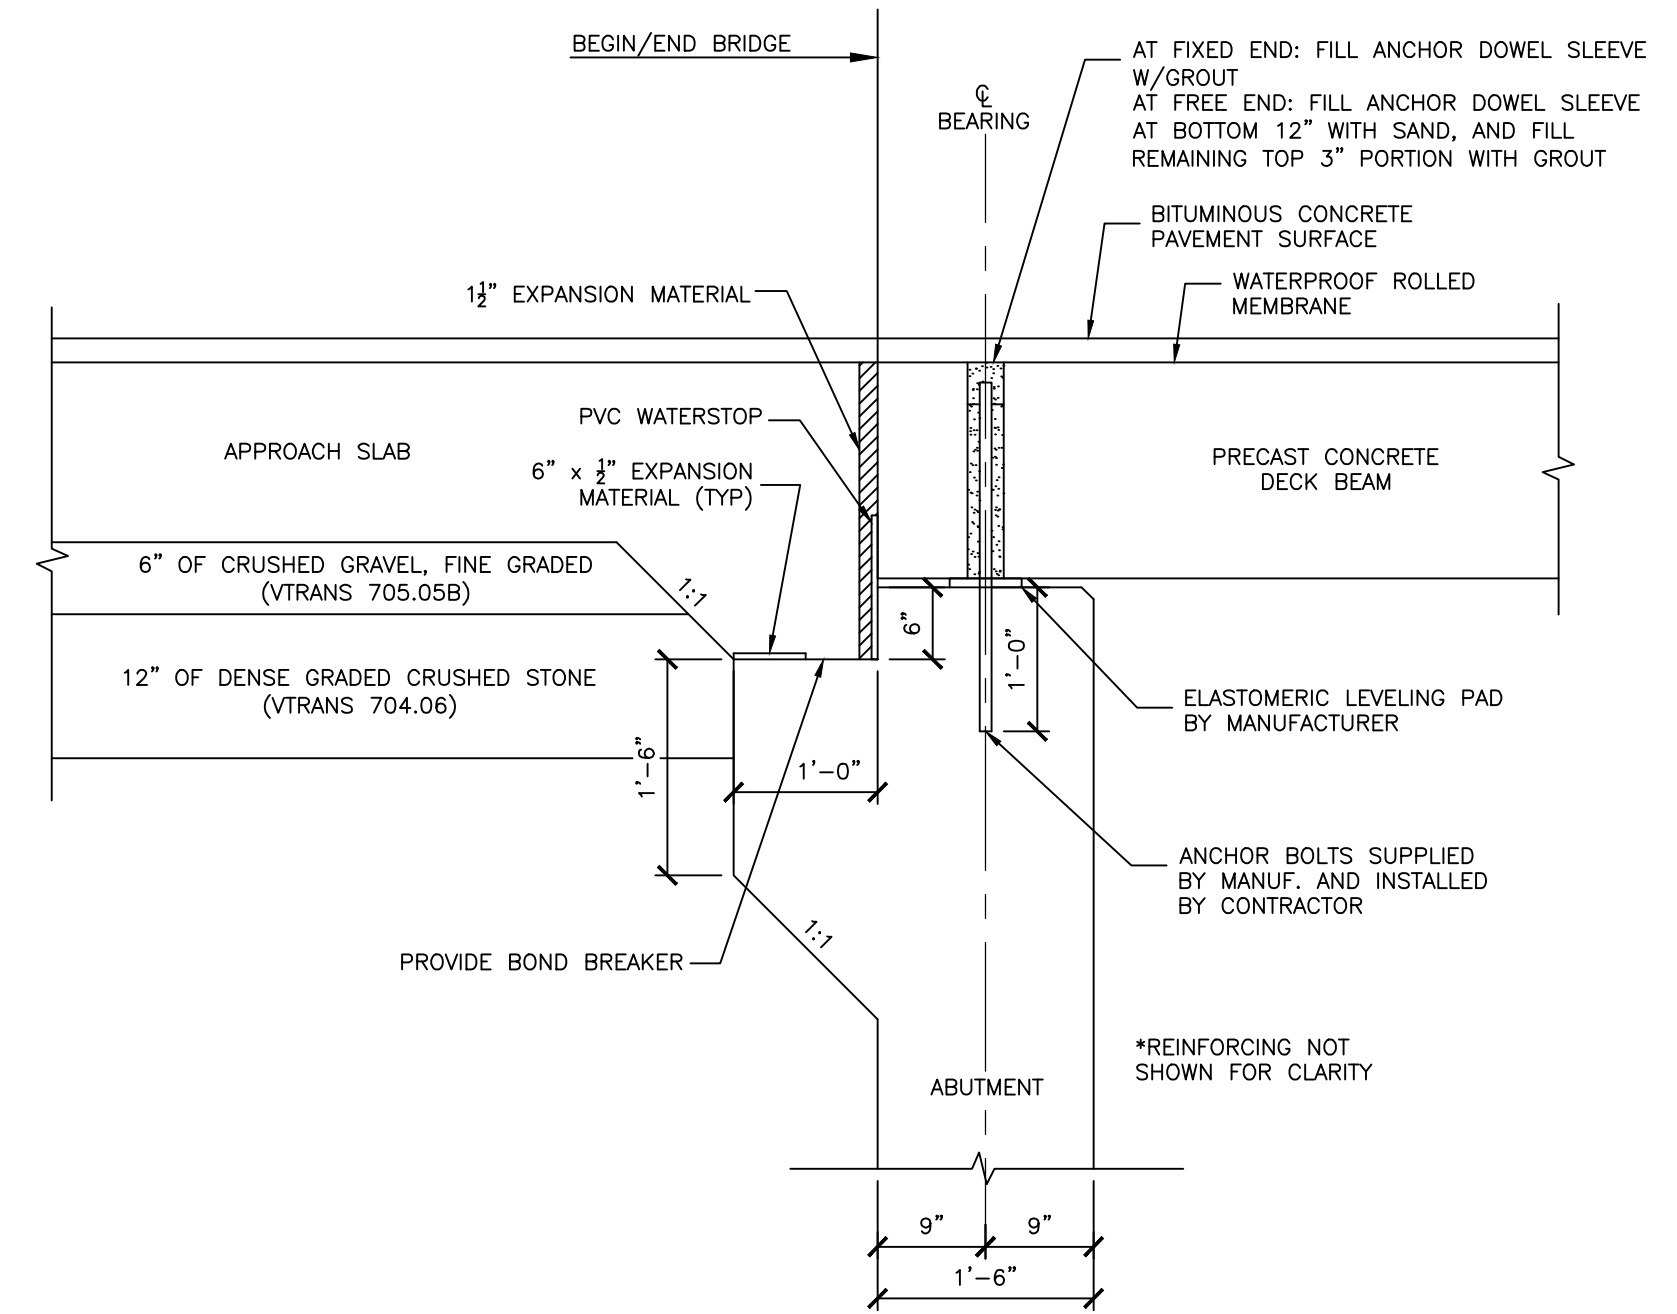 BEGIN/END BRIDGE
℄
BEARING
AT FIXED END: FILL ANCHOR DOWEL SLEEVE
W/GROUT
AT FREE END: FILL ANCHOR DOWEL SLEEVE
AT BOTTOM 12" WITH SAND, AND FILL
REMAINING TOP 3" PORTION WITH GROUT
BITUMINOUS CONCRETE
PAVEMENT SURFACE
WATERPROOF ROLLED
MEMBRANE
1½" EXPANSION MATERIAL
PVC WATERSTOP
6" x ½" EXPANSION
MATERIAL (TYP)
APPROACH SLAB
PRECAST CONCRETE
DECK BEAM
6" OF CRUSHED GRAVEL, FINE GRADED
(VTRANS 705.05B)
1:1
12" OF DENSE GRADED CRUSHED STONE
(VTRANS 704.06)
6"
1'-0"
1'-6"
1'-0"
ELASTOMERIC LEVELING PAD
BY MANUFACTURER
ANCHOR BOLTS SUPPLIED
BY MANUF. AND INSTALLED
BY CONTRACTOR
1:1
PROVIDE BOND BREAKER
*REINFORCING NOT
SHOWN FOR CLARITY
ABUTMENT
9"
9"
1'-6"